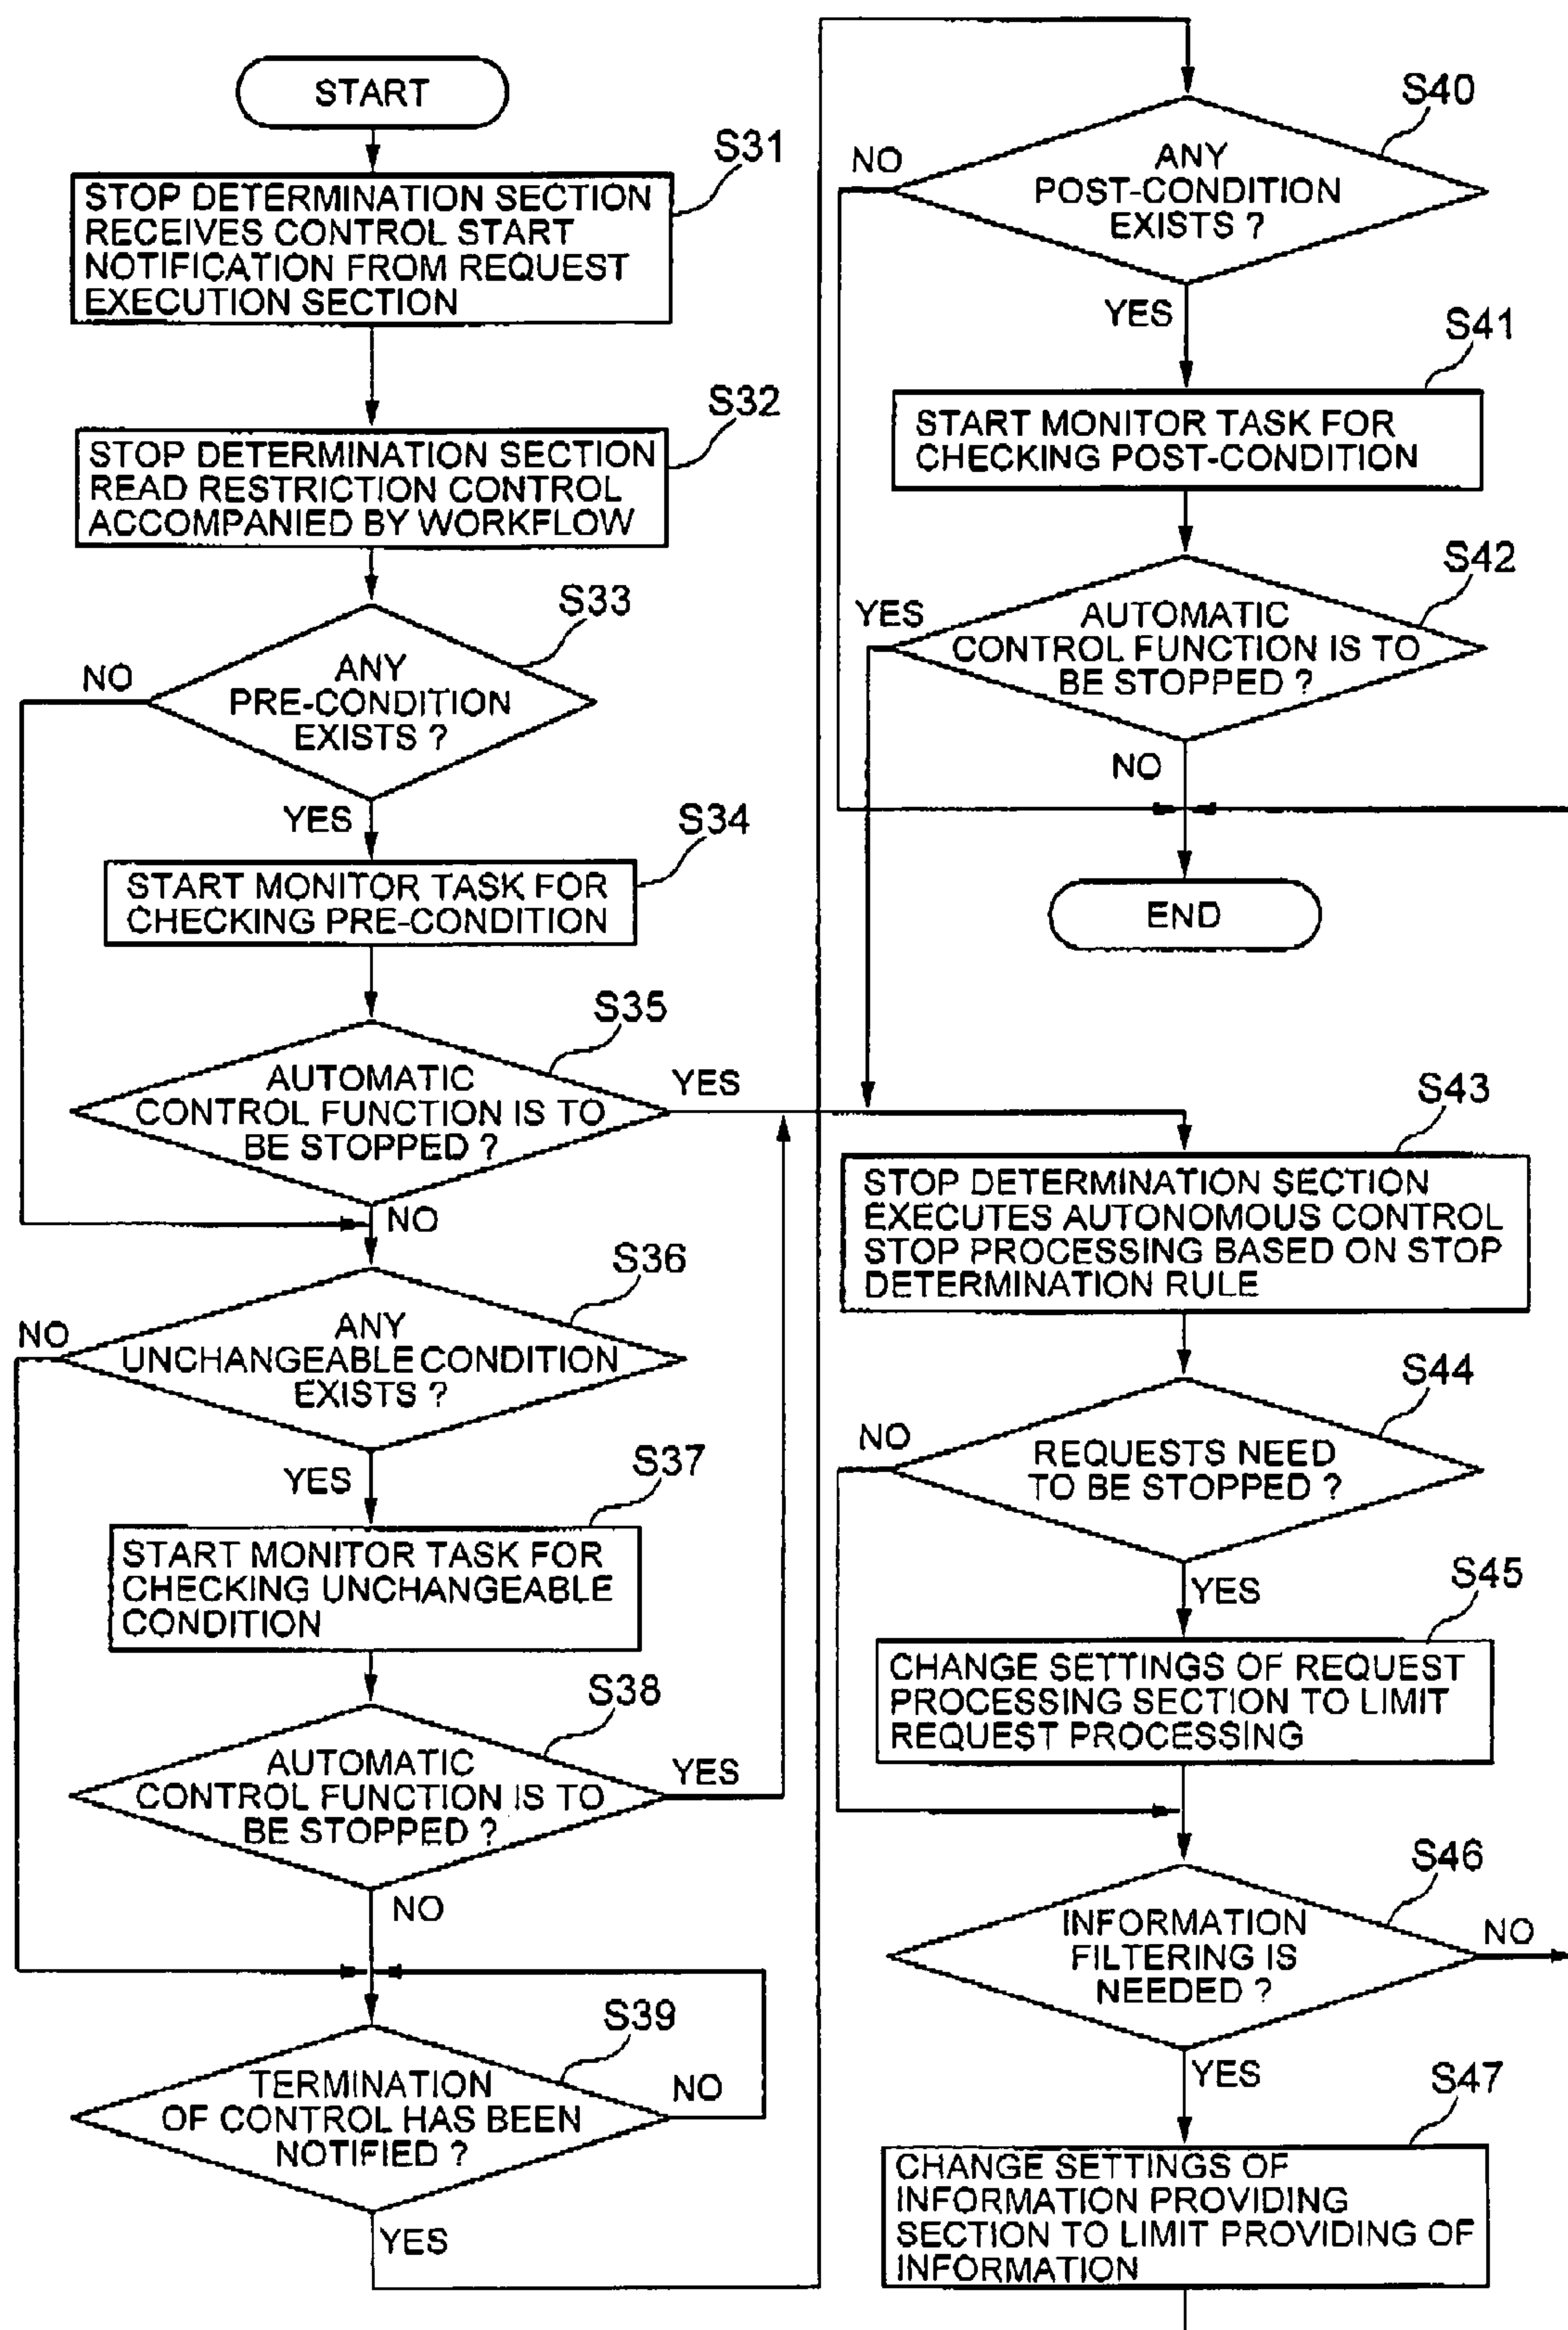 START
S31
STOP DETERMINATION SECTION
RECEIVES CONTROL START
NOTIFICATION FROM REQUEST
EXECUTION SECTION
S32
STOP DETERMINATION SECTION
READ RESTRICTION CONTROL
ACCOMPANIED BY WORKFLOW
S33
NO
ANY
PRE-CONDITION
EXISTS ?
YES
S34
START MONITOR TASK FOR
CHECKING PRE-CONDITION
S35
AUTOMATIC
CONTROL FUNCTION IS TO
BE STOPPED ?
YES
NO
S36
NO
ANY
UNCHANGEABLE CONDITION
EXISTS ?
YES
S37
START MONITOR TASK FOR
CHECKING UNCHANGEABLE
CONDITION
S38
AUTOMATIC
CONTROL FUNCTION IS TO
BE STOPPED ?
YES
NO
S39
TERMINATION
OF CONTROL HAS BEEN
NOTIFIED ?
NO
YES
S40
NO
ANY
POST-CONDITION
EXISTS ?
YES
S41
START MONITOR TASK FOR
CHECKING POST-CONDITION
S42
YES
AUTOMATIC
CONTROL FUNCTION IS TO
BE STOPPED ?
NO
END
S43
STOP DETERMINATION SECTION
EXECUTES AUTONOMOUS CONTROL
STOP PROCESSING BASED ON STOP
DETERMINATION RULE
S44
NO
REQUESTS NEED
TO BE STOPPED ?
YES
S45
CHANGE SETTINGS OF REQUEST
PROCESSING SECTION TO LIMIT
REQUEST PROCESSING
S46
INFORMATION
FILTERING IS
NEEDED ?
NO
YES
S47
CHANGE SETTINGS OF
INFORMATION PROVIDING
SECTION TO LIMIT PROVIDING OF
INFORMATION